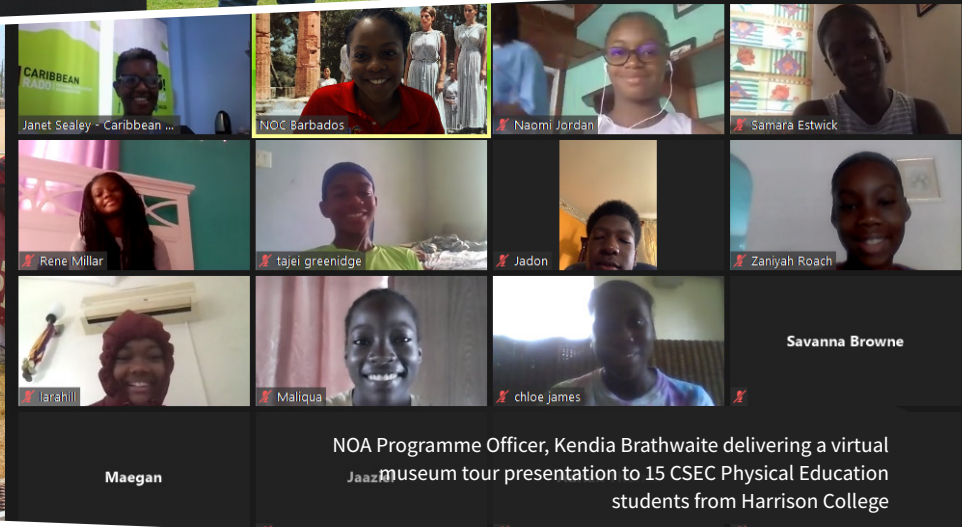 CARIBBEAN
RADO
Janet Sealey - Caribbean ...
NOC Barbados
Naomi Jordan
Samara Estwick
Rene Millar
tajei greenidge
Jadon
Zaniyah Roach
larahill
Maliqua
chloe james
Savanna Browne
Maegan
Jaaziel
NOA Programme Officer, Kendia Brathwaite delivering a virtual
museum tour presentation to 15 CSEC Physical Education
students from Harrison College